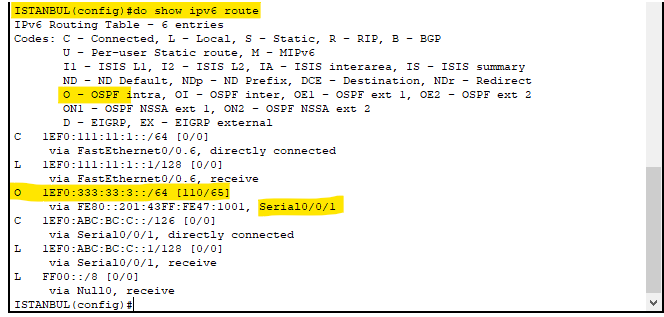 ISTANBUL(config)#do show ipv6 route
IPv6 Routing Table - 6 entries
Codes: C - Connected, L - Local, S - Static, R - RIP, B - BGP
U - Per-user Static route, M - MIPv6
I1 - ISIS L1, I2 - ISIS L2, IA - ISIS interarea, IS - ISIS summary
ND - ND Default, NDp - ND Prefix, DCE - Destination, NDr - Redirect
O - OSPF intra, OI - OSPF inter, OE1 - OSPF ext 1, OE2 - OSPF ext 2
ON1 - OSPF NSSA ext 1, ON2 - OSPF NSSA ext 2
D - EIGRP, EX - EIGRP external
C 1EF0:111:11:1::/64 [0/0]
via FastEthernet0/0.6, directly connected
L 1EF0:111:11:1::1/128 [0/0]
via FastEthernet0/0.6, receive
O 1EF0:333:33:3::/64 [110/65]
via FE80::201:43FF:FE47:1001, Serial0/0/1
C 1EF0:ABC:BC:C::/126 [0/0]
via Serial0/0/1, directly connected
L 1EF0:ABC:BC:C::1/128 [0/0]
via Serial0/0/1, receive
L FF00::/8 [0/0]
via Null0, receive
ISTANBUL(config)#